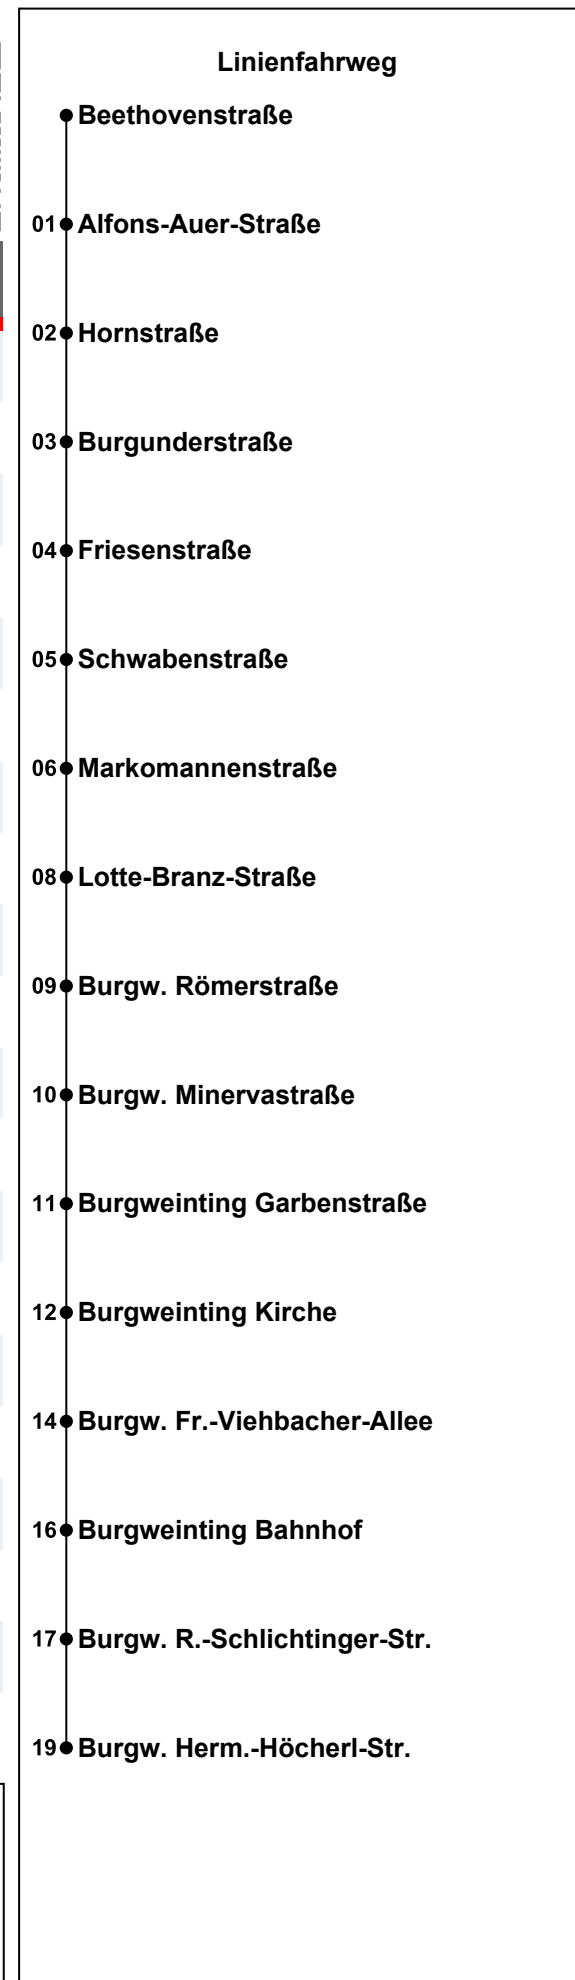 Linienfahrweg
Beethovenstraße
01 Alfons-Auer-Straße
02 Hornstraße
03 Burgunderstraße
04 Friesenstraße
05 Schwabenstraße
06 Markomannenstraße
08 Lotte-Branz-Straße
09 Burgw. Römerstraße
10 Burgw. Minervastraße
11 Burgweinting Garbenstraße
12 Burgweinting Kirche
14 Burgw. Fr.-Viehbacher-Allee
16 Burgweinting Bahnhof
17 Burgw. R.-Schlichtinger-Str.
19 Burgw. Herm.-Höcherl-Str.